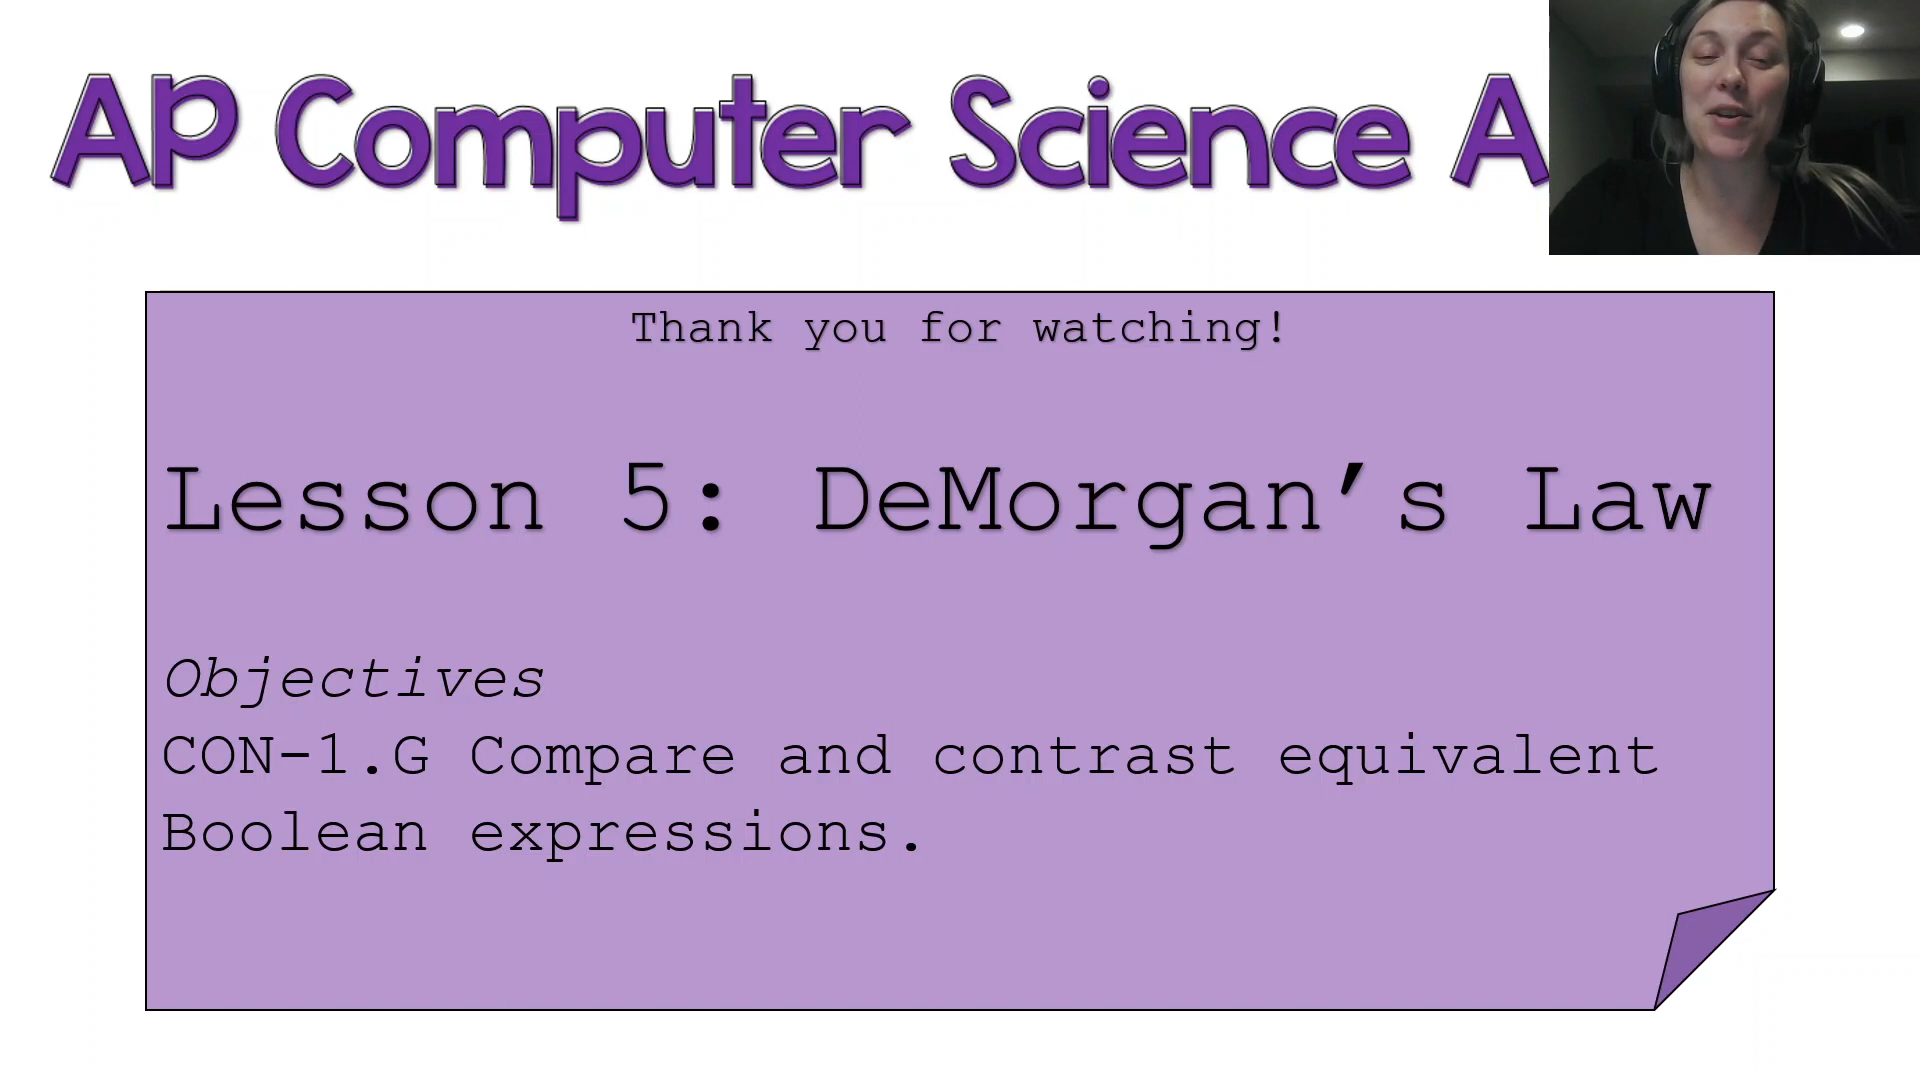 Ap Computer Science A
Thank you for watching!
Lesson 5: DeMorgan’s Law
Objectives
CON-1.G Compare and contrast equivalent
Boolean expressions.